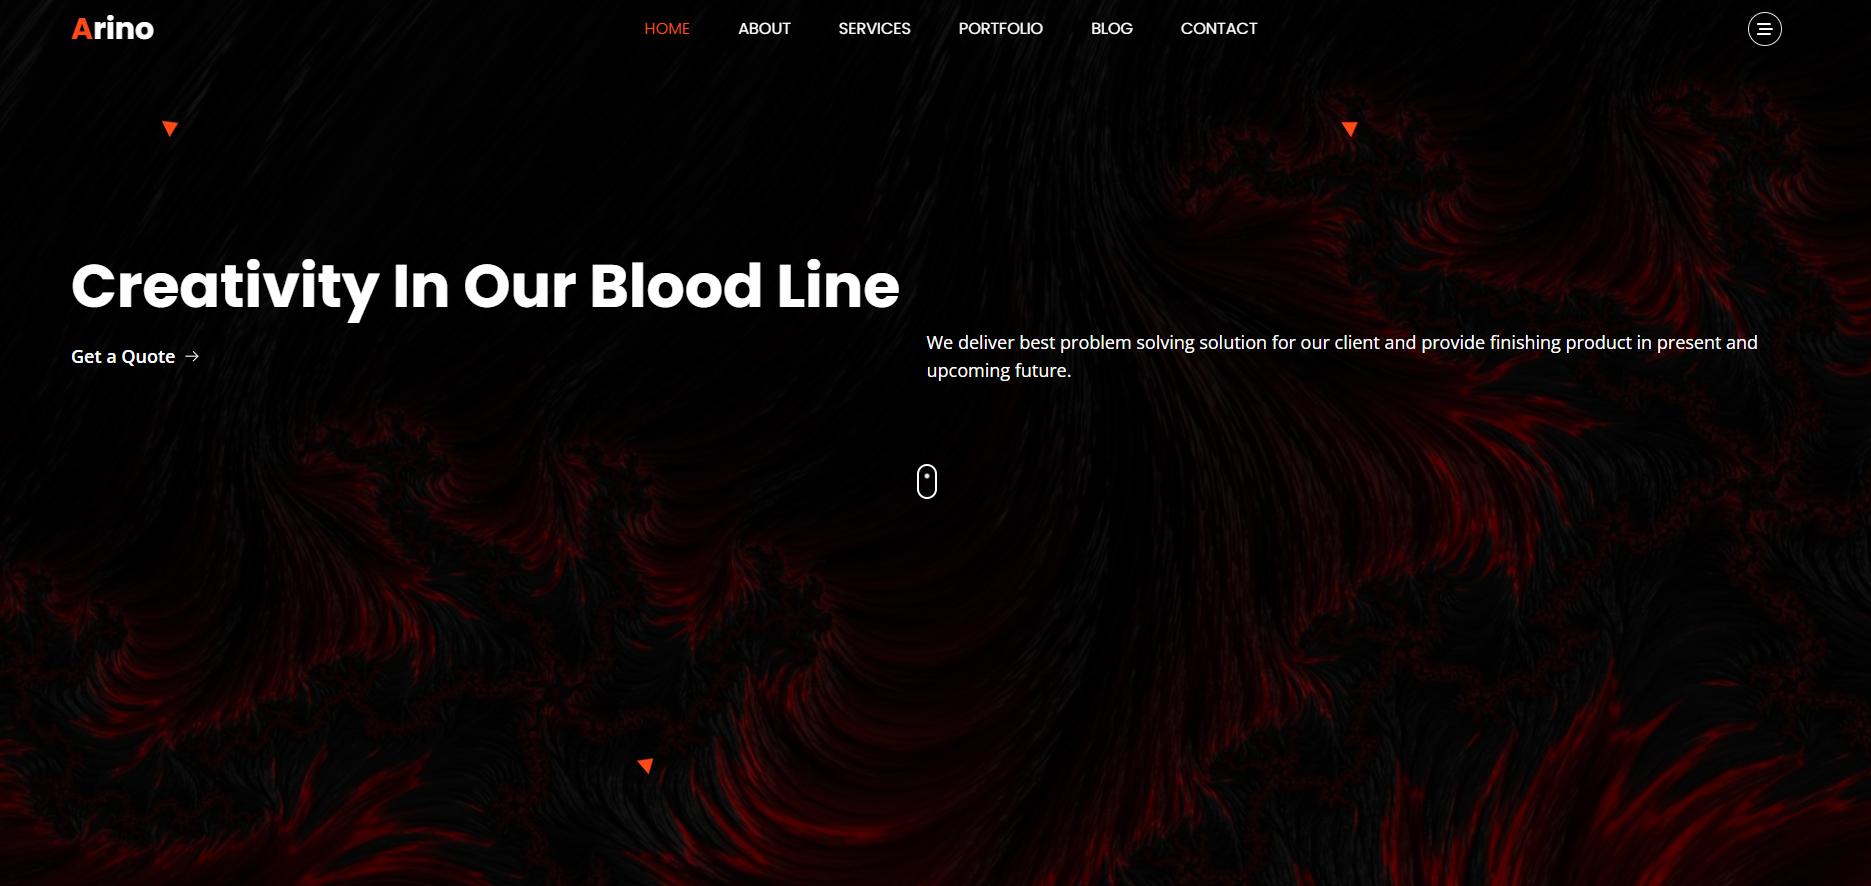 Arino
HOME
ABOUT
SERVICES
PORTFOLIO
BLOG
CONTACT
Creativity In Our Blood Line
Get a Quote
We deliver best problem solving solution for our client and provide finishing product in present and
upcoming future.